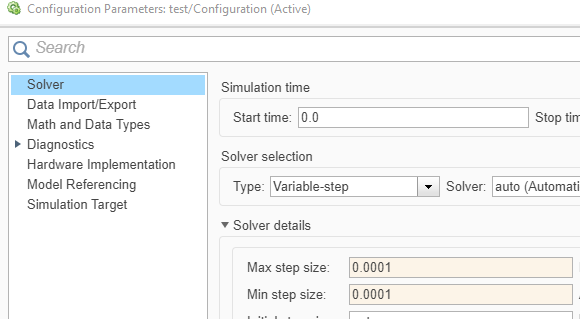 Configuration Parameters: test/Configuration (Active)
Search
Solver
Data Import/Export
Math and Data Types
Diagnostics
Hardware Implementation
Model Referencing
Simulation Target
Simulation time
Start time: 0.0 Stop tim
Solver selection
Type: Variable-step Solver: auto (Automati
Solver details
Max step size: 0.0001
Min step size: 0.0001